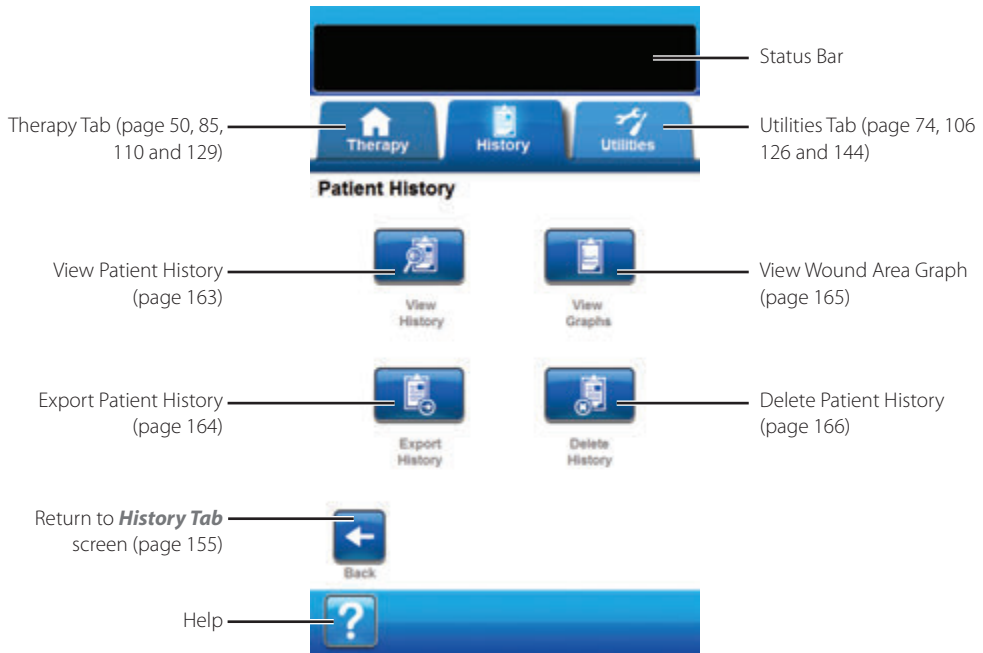 Status Bar
Therapy Tab (page 50, 85,
110 and 129)
Therapy
History
Utilities
Utilities Tab (page 74, 106
126 and 144)
Patient History
View Patient History
(page 163)
View
History
View
Graphs
View Wound Area Graph
(page 165)
Export Patient History
(page 164)
Export
History
Delete
History
Delete Patient History
(page 166)
Return to History Tab
screen (page 155)
Back
Help
?